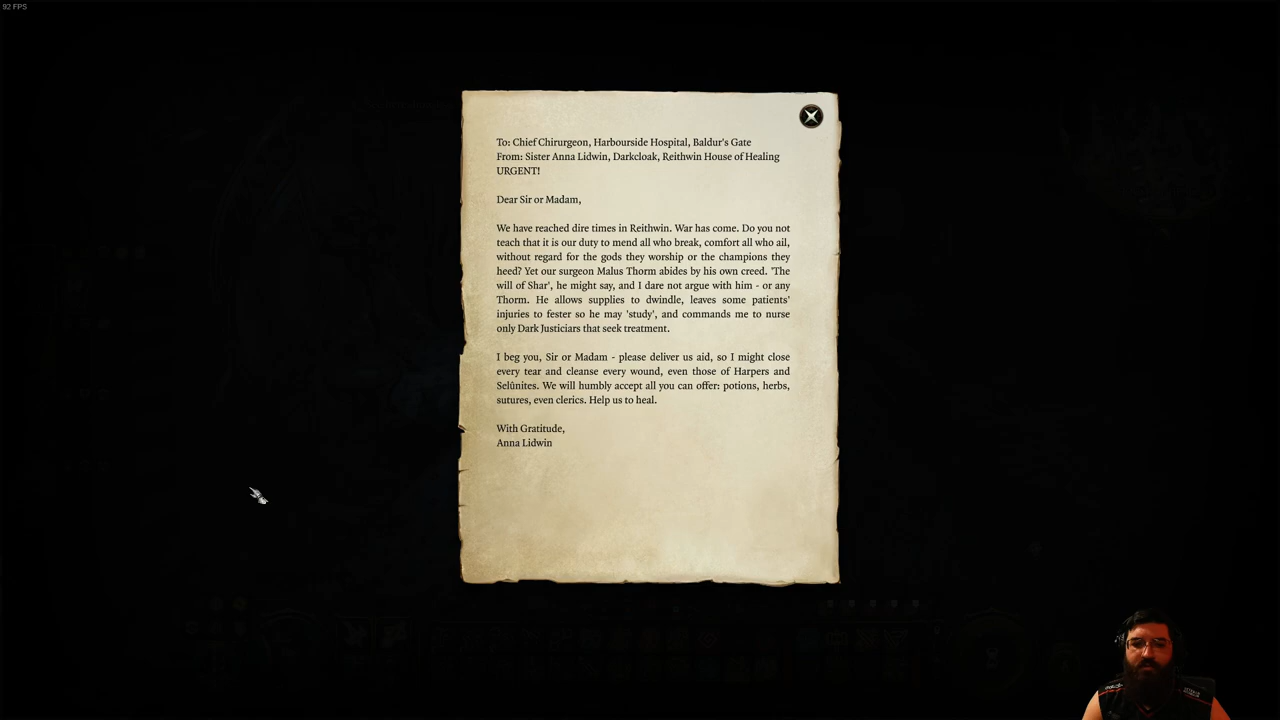 92 FPS
To: Chief Chirurgeon, Harbourside Hospital, Baldur's Gate
From: Sister Anna Lidwin, Darkcloak, Reithwin House of Healing
URGENT!
Dear Sir or Madam,
We have reached dire times in Reithwin. War has come. Do you not
teach that it is our duty to mend all who break, comfort all who ail,
without regard for the gods they worship or the champions they
heed? Yet our surgeon Malus Thorm abides by his own creed. 'The
will of Shar', he might say, and I dare not argue with him - or any
Thorm. He allows supplies to dwindle, leaves some patients'
injuries to fester so he may 'study', and commands me to nurse
only Dark Justiciars that seek treatment.
I beg you, Sir or Madam - please deliver us aid, so I might close
every tear and cleanse every wound, even those of Harpers and
Selûnites. We will humbly accept all you can offer: potions, herbs,
sutures, even clerics. Help us to heal.
With Gratitude,
Anna Lidwin